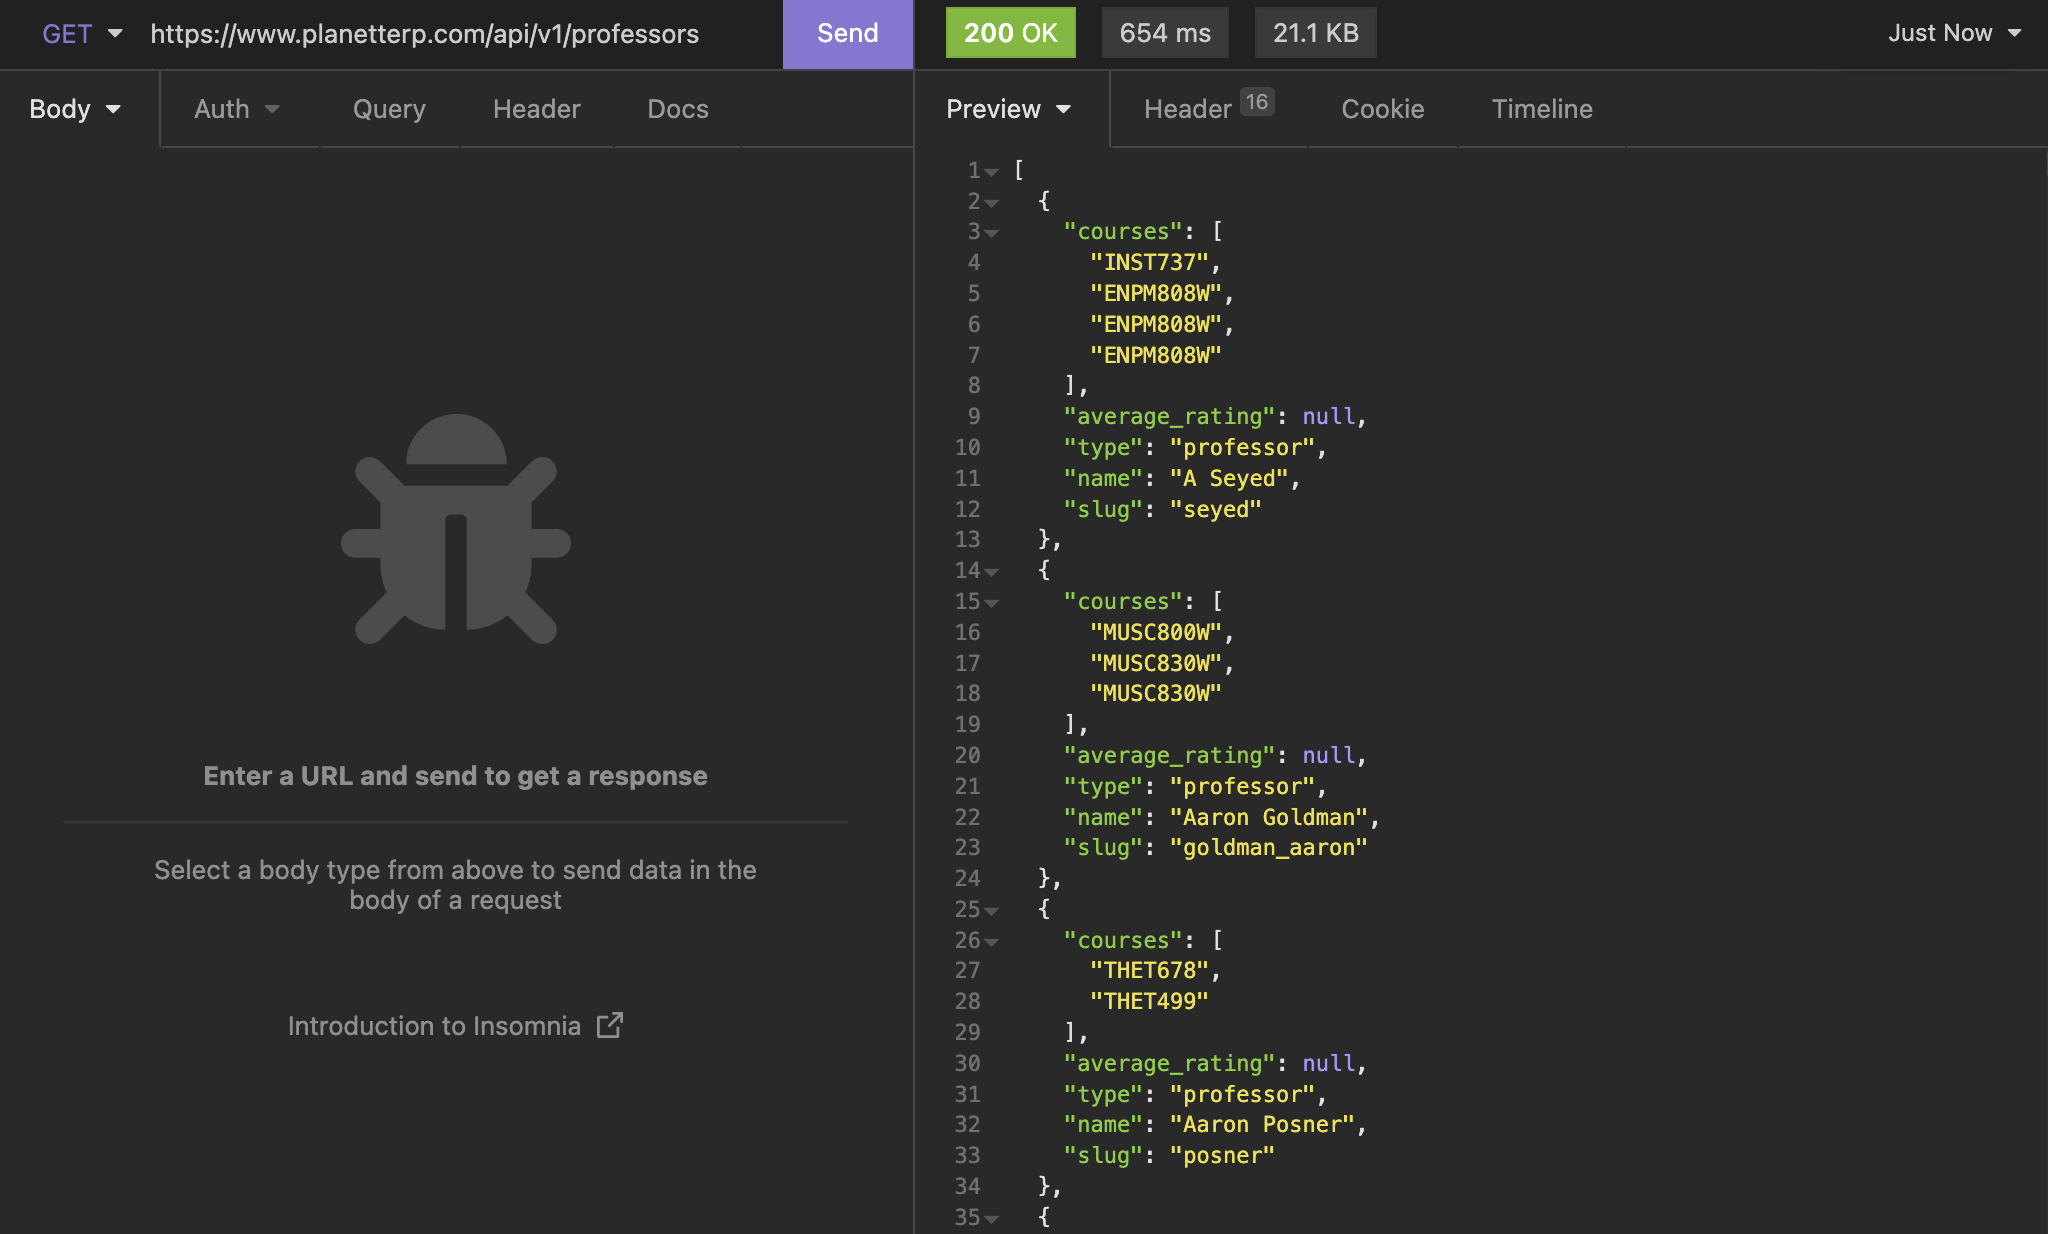 GET https://www.planetterp.com/api/v1/professors Send 200 OK 654 ms 21.1 KB Just Now
Body Auth Query Header Docs
Preview Header 16 Cookie Timeline
Enter a URL and send to get a response
Select a body type from above to send data in the
body of a request
Introduction to Insomnia
1 [
2 {
3 "courses": [
4 "INST737",
5 "ENPM808W",
6 "ENPM808W",
7 "ENPM808W"
8 ],
9 "average_rating": null,
10 "type": "professor",
11 "name": "A Seyed",
12 "slug": "seyed"
13 },
14 {
15 "courses": [
16 "MUSC800W",
17 "MUSC830W",
18 "MUSC830W"
19 ],
20 "average_rating": null,
21 "type": "professor",
22 "name": "Aaron Goldman",
23 "slug": "goldman_aaron"
24 },
25 {
26 "courses": [
27 "THET678",
28 "THET499"
29 ],
30 "average_rating": null,
31 "type": "professor",
32 "name": "Aaron Posner",
33 "slug": "posner"
34 },
35 {